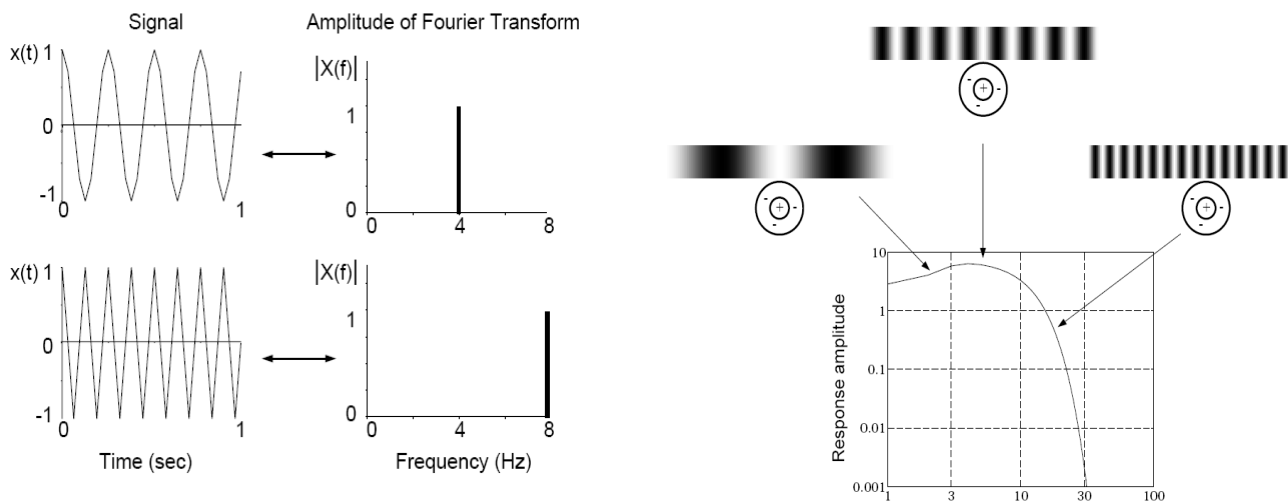 Signal
Amplitude of Fourier Transform
x(t) 1
0
-1
0 1
|X(f)|
1
0
0 4 8
x(t) 1
0
-1
0 1
Time (sec)
|X(f)|
1
0
0 4 8
Frequency (Hz)
+
- - -
+
- - -
+
- - -
Response amplitude
10
1
0.1
0.01
0.001
1 3 10 30 100